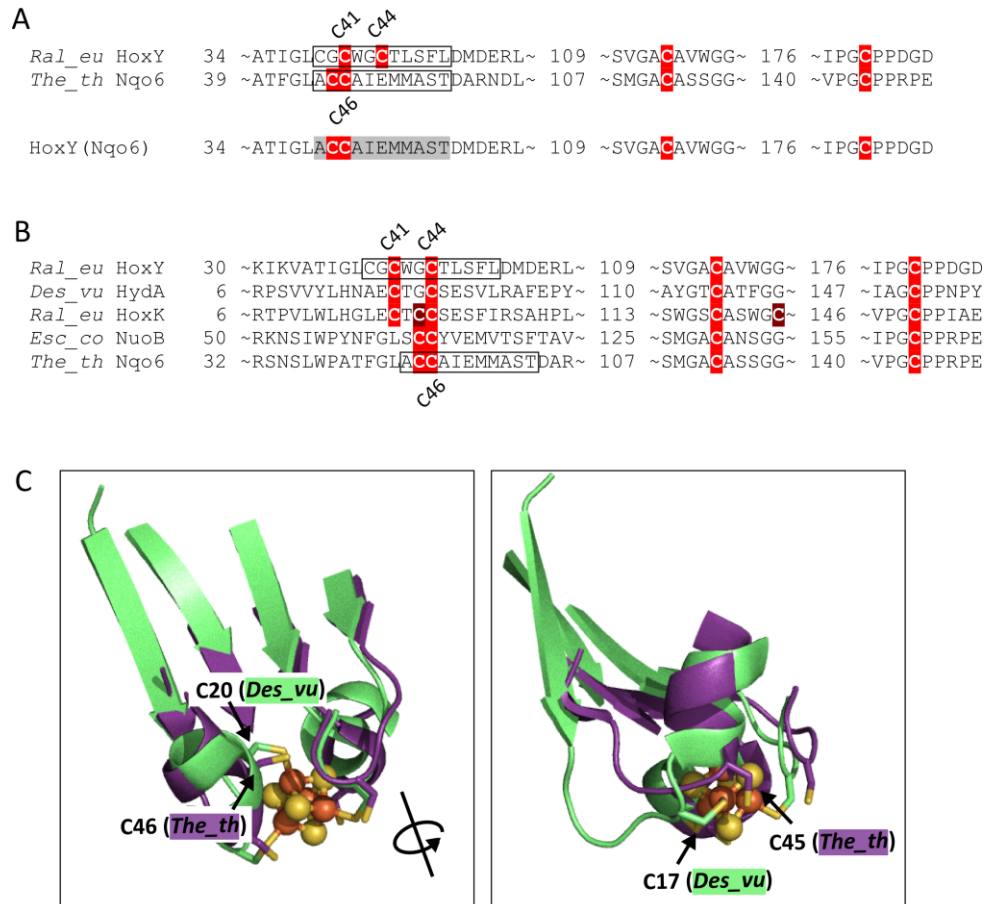 A
C41 C44
Ral_eu HoxY 34 ~ATIGLCGCWGCTLSFLDMDERL~ 109 ~SVGACAVWGG~ 176 ~IPGCPPDGD
The_th Nqo6 39 ~ATFGLACCAIEMMASTDARNDL~ 107 ~SMGACASSGG~ 140 ~VPGCPPRPE
C46
HoxY(Nqo6) 34 ~ATIGLACCAIEMMASTDMDERL~ 109 ~SVGACAVWGG~ 176 ~IPGCPPDGD
B
C41 C44
Ral_eu HoxY 30 ~KIKVATIGLCGCWGCTLSFLDMDERL~ 109 ~SVGACAVWGG~ 176 ~IPGCPPDGD
Des_vu HydA 6 ~RPSVVYLHNAECTGCSESVLRAFEPY~ 110 ~AYGTCATFGG~ 147 ~IAGCPPNPY
Ral_eu HoxK 6 ~RTPVLWLHGLECTCCSESFIRSAHPL~ 113 ~SWGSCASWGC~ 146 ~VPGCPPIAE
Esc_co NuoB 50 ~RKNSIWPYNFGLSCCYVEMVTSFTAV~ 125 ~SMGACANSGG~ 155 ~IPGCPPRPE
The_th Nqo6 32 ~RSNSLWPATFGLACCAIEMMASTDAR~ 107 ~SMGACASSGG~ 140 ~VPGCPPRPE
C46
C
C20 (Des_vu)
C46 (The_th)
C45 (The_th)
C17 (Des_vu)